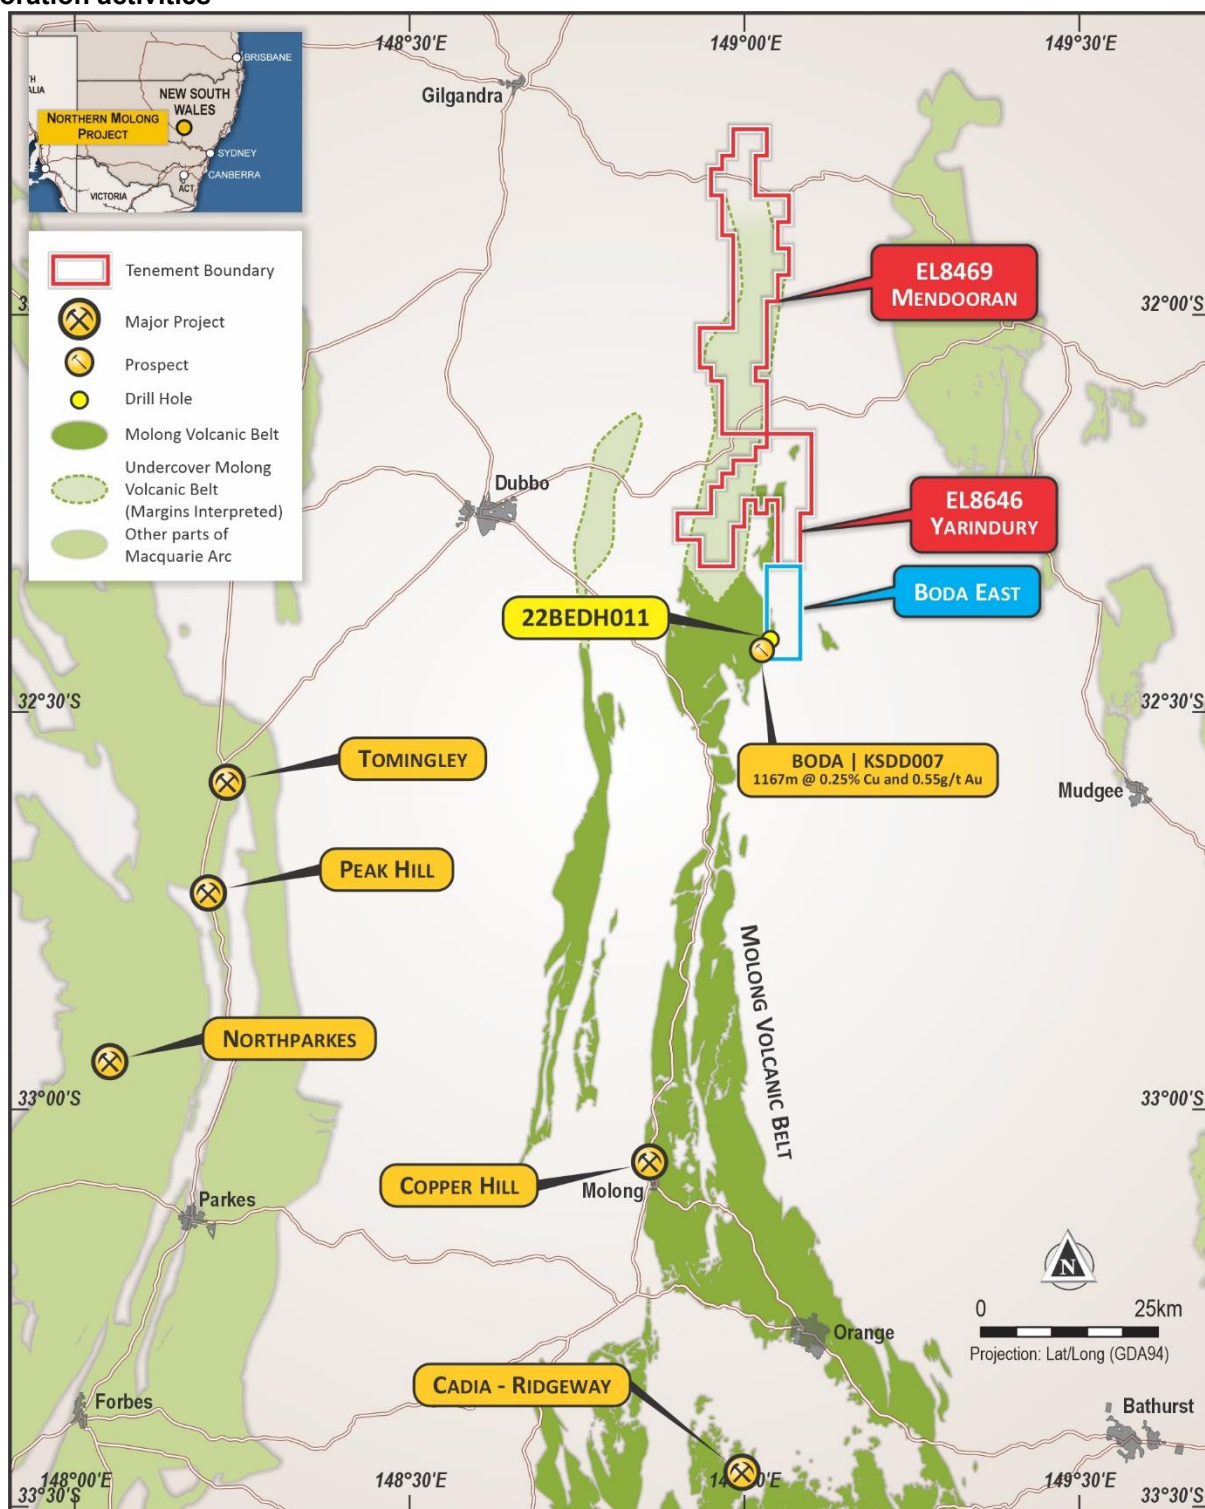 eration activities
148°30'E
149°00'E
149°30'E
BRISBANE
NEW SOUTH
WALES
NORTHERN MOLONG
PROJECT
SYDNEY
CANBERRA
ACT
VICTORIA
Gilgandra
Tenement Boundary
Major Project
Prospect
Drill Hole
Molong Volcanic Belt
Undercover Molong
Volcanic Belt
(Margins Interpreted)
Other parts of
Macquarie Arc
EL8469
MENDOORAN
32°00'S
Dubbo
EL8646
YARINDURY
BODA EAST
22BEDH011
32°30'S
32°30'S
TOMINGLEY
BODA | KSDD007
1167m @ 0.25% Cu and 0.55g/t Au
Mudgee
PEAK HILL
MOLONG VOLCANIC BELT
NORTHPARKES
33°00'S
33°00'S
COPPER HILL
Molong
Parkes
N
0 25km
Projection: Lat/Long (GDA94)
Orange
CADIA - RIDGEWAY
Forbes
Bathurst
148°00'E
148°30'E
149°30'E
33°30'S
33°30'S